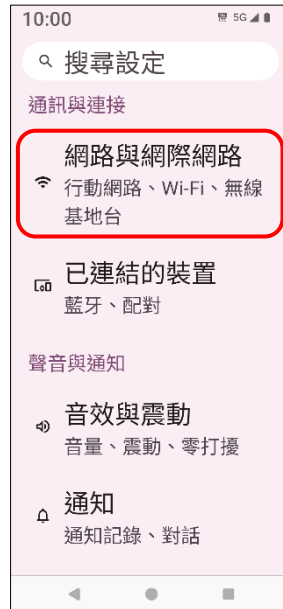 10:00 5G
搜尋設定
通訊與連接
網路與網際網路
行動網路、Wi-Fi、無線
基地台
已連結的裝置
藍牙、配對
聲音與通知
音效與震動
音量、震動、零打擾
通知
通知記錄、對話